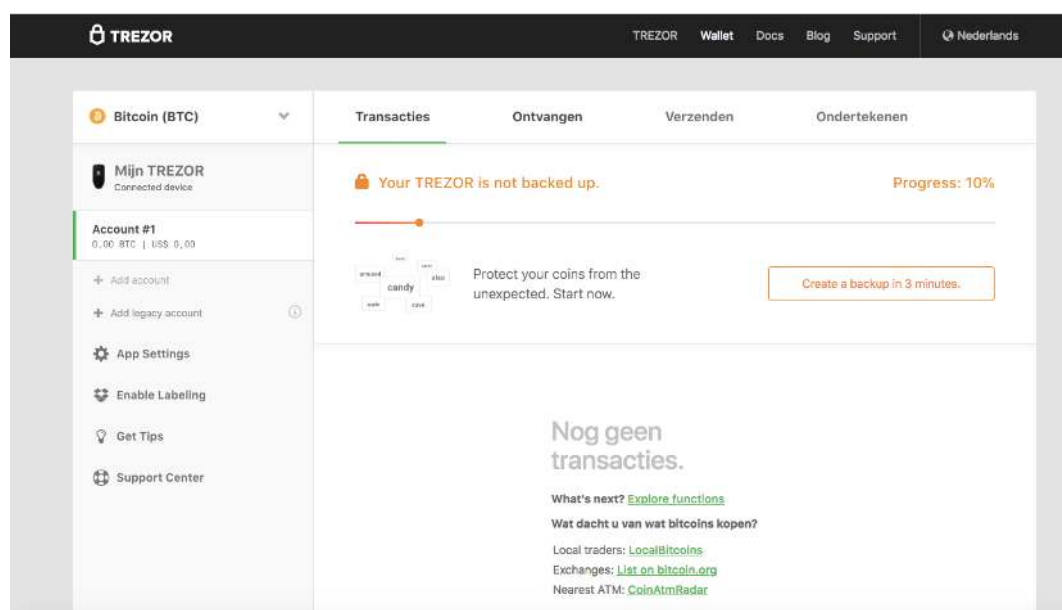 TREZOR
TREZOR Wallet Docs Blog Support Nederlands
Bitcoin (BTC)
Transacties Ontvangen Verzenden Ondertekenen
Mijn TREZOR
Connected device
Your TREZOR is not backed up. Progress: 10%
Account #1
0,00 BTC | US$ 0,00
Add account
Add legacy account
App Settings
Enable Labeling
Get Tips
Support Center
candy
cave
Protect your coins from the
unexpected. Start now.
Create a backup in 3 minutes.
Nog geen
transacties.
What's next? Explore functions
Wat dacht u van wat bitcoins kopen?
Local traders: LocalBitcoins
Exchanges: List on bitcoin.org
Nearest ATM: CoinAtmRadar